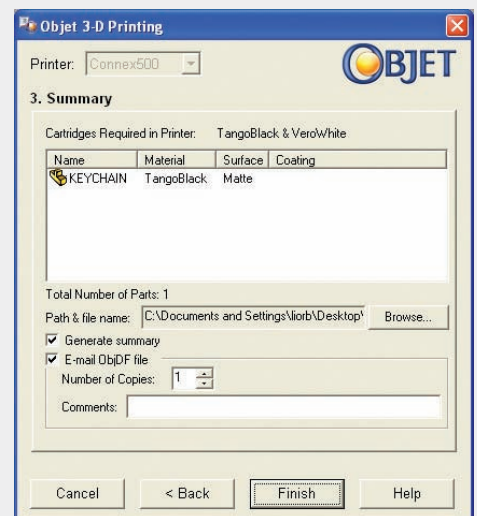 Objet 3-D Printing
Printer: Connex500
OBJET
3. Summary
Cartridges Required in Printer: TangoBlack & VeroWhite
Name Material Surface Coating
KEYCHAIN TangoBlack Matte
Total Number of Parts: 1
Path & file name: C:\Documents and Settings\liorb\Desktop\ Browse...
Generate summary
E-mail ObjDF file
Number of Copies: 1
Comments:
Cancel < Back Finish Help